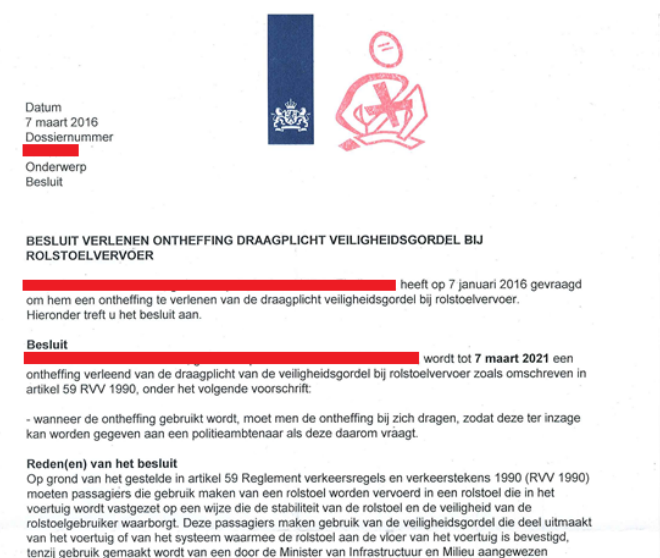 Datum
7 maart 2016
Dossiernummer
Onderwerp
Besluit
BESLUIT VERLENEN ONTHEFFING DRAAGPLICHT VEILIGHEIDSGORDEL BIJ
ROLSTOELVERVOER
heeft op 7 januari 2016 gevraagd
om hem een ontheffing te verlenen van de draagplicht veiligheidsgordel bij rolstoelvervoer.
Hieronder treft u het besluit aan.
Besluit
wordt tot 7 maart 2021 een
ontheffing verleend van de draagplicht van de veiligheidsgordel bij rolstoelvervoer zoals omschreven in
artikel 59 RVV 1990, onder het volgende voorschrift:
- wanneer de ontheffing gebruikt wordt, moet men de ontheffing bij zich dragen, zodat deze ter inzage
kan worden gegeven aan een politieambtenaar als deze daarom vraagt.
Reden(en) van het besluit
Op grond van het gestelde in artikel 59 Reglement verkeersregels en verkeerstekens 1990 (RVV 1990)
moeten passagiers die gebruik maken van een rolstoel worden vervoerd in een rolstoel die in het
voertuig wordt vastgezet op een wijze die de stabiliteit van de rolstoel en de veiligheid van de
rolstoelgebruiker waarborgt. Deze passagiers maken gebruik van de veiligheidsgordel die deel uitmaakt
van het voertuig of van het systeem waarmee de rolstoel aan de vloer van het voertuig is bevestigd,
tenzij gebruik gemaakt wordt van een door de Minister van Infrastructuur en Milieu aangewezen